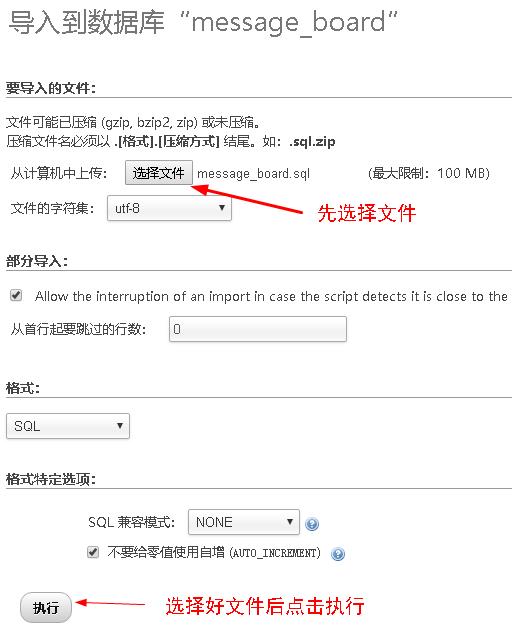 导入到数据库“message_board”
要导入的文件:
文件可能已压缩 (gzip, bzip2, zip) 或未压缩。
压缩文件名必须以 .[格式].[压缩方式] 结尾。如：.sql.zip
从计算机中上传： 选择文件 message_board.sql (最大限制：100 MB)
先选择文件
文件的字符集： utf-8
部分导入:
Allow the interruption of an import in case the script detects it is close to the
从首行起要跳过的行数： 0
格式:
SQL
格式特定选项:
SQL 兼容模式： NONE
不要给零值使用自增 (AUTO_INCREMENT)
执行 选择好文件后点击执行